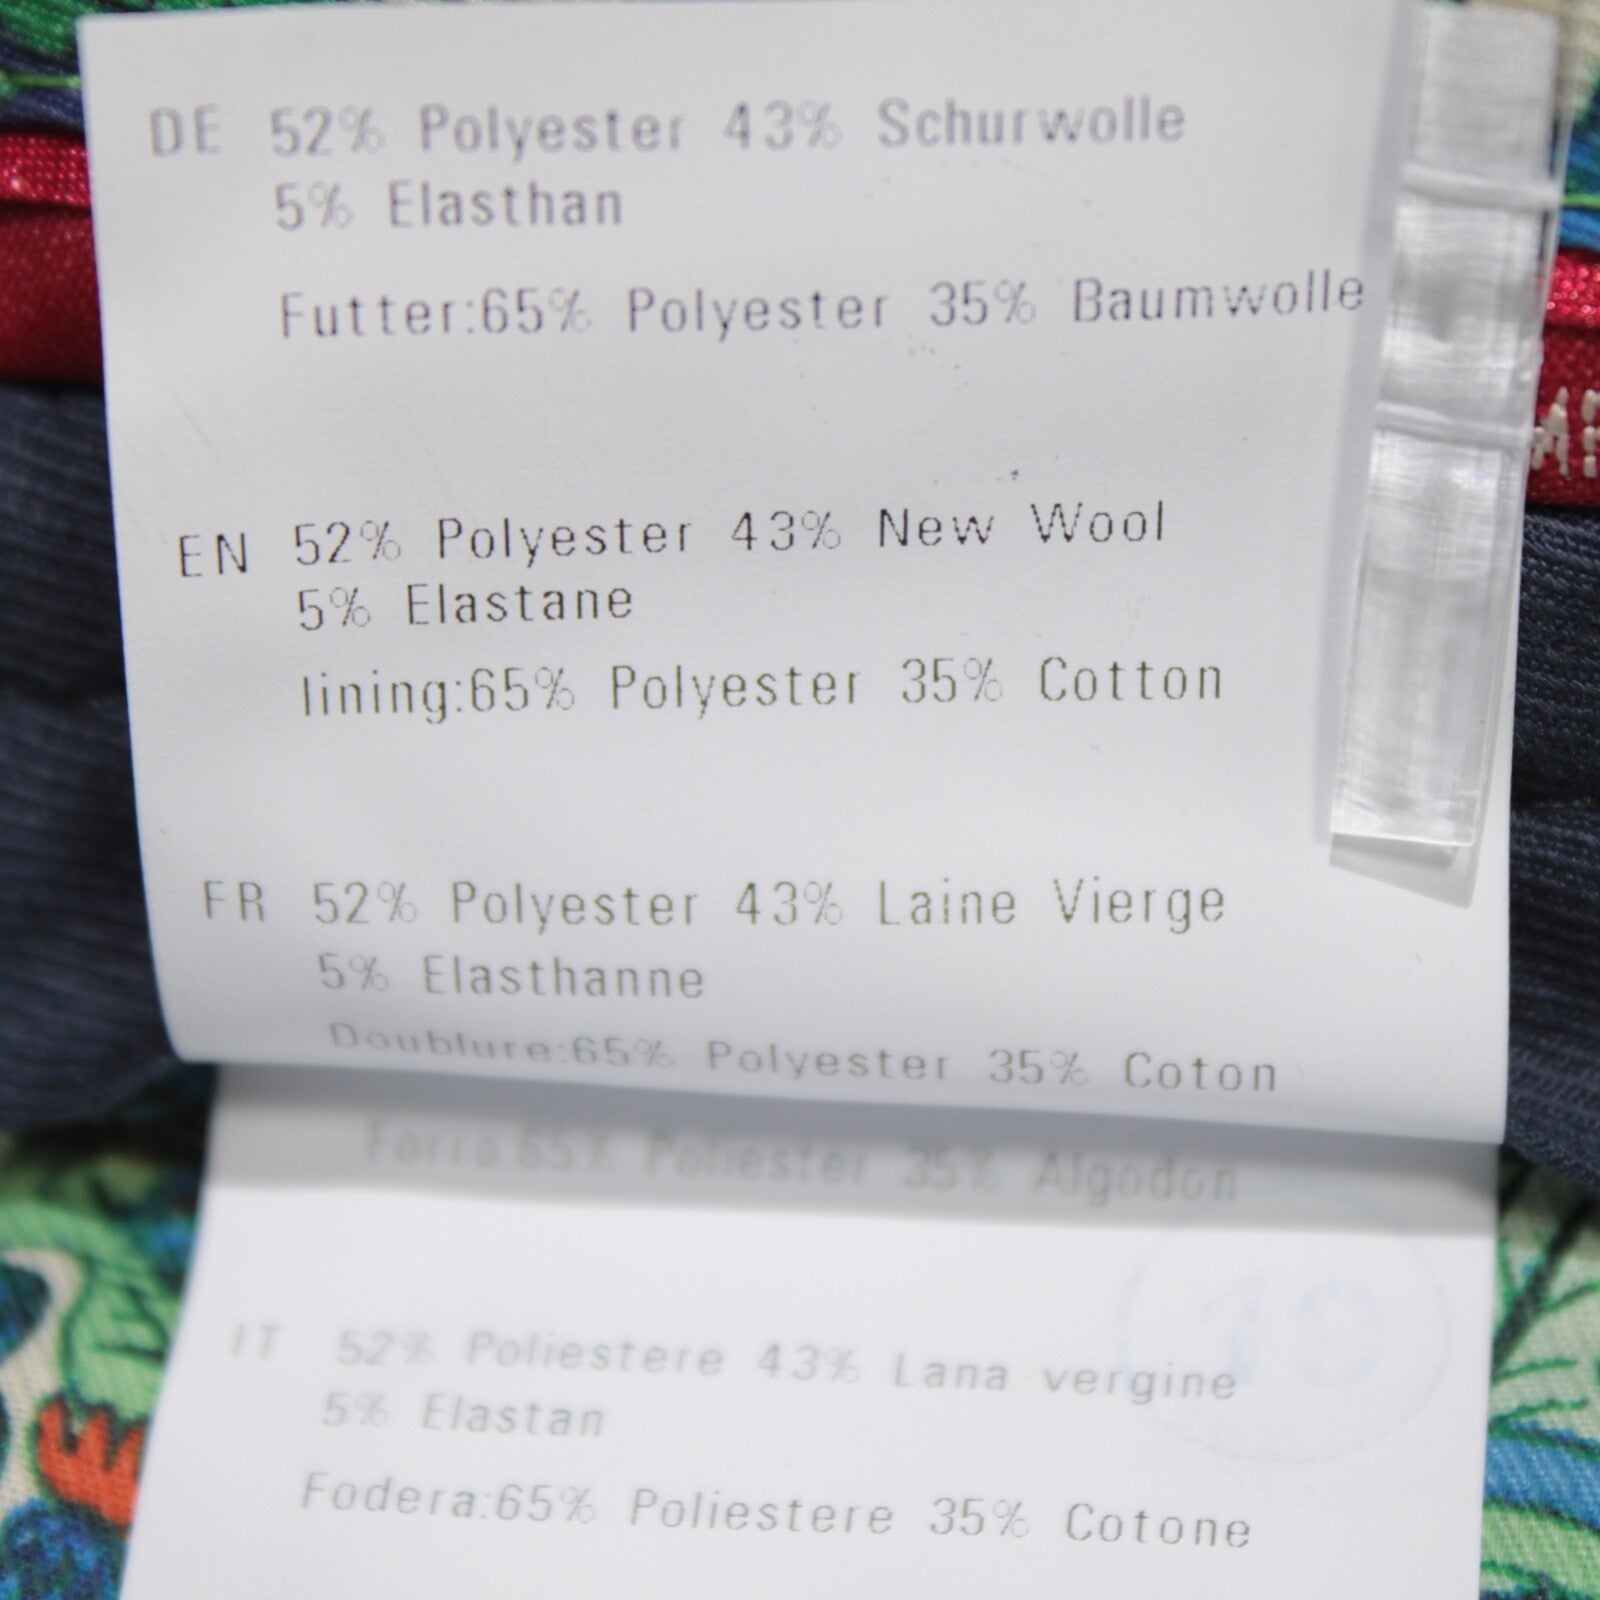 DE 52% Polyester 43% Schurwolle
5% Elasthan
Futter:65% Polyester 35% Baumwolle
EN 52% Polyester 43% New Wool
5% Elastane
lining:65% Polyester 35% Cotton
FR 52% Polyester 43% Laine Vierge
5% Elasthanne
Doublure:65% Polyester 35% Coton
Forro:65% Poliester 35% Algodon
IT 52% Poliestere 43% Lana vergine
5% Elastan
Fodera:65% Poliestere 35% Cotone